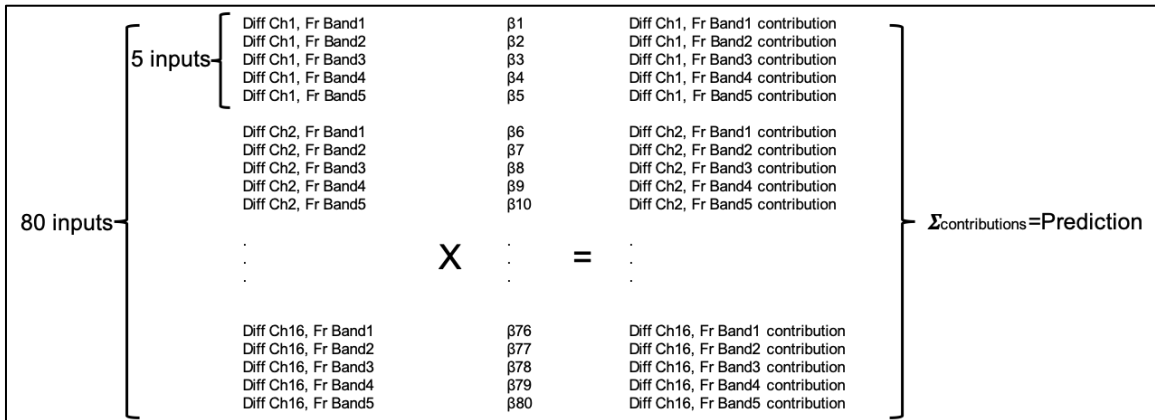 Diff Ch1, Fr Band1 β1 Diff Ch1, Fr Band1 contribution
Diff Ch1, Fr Band2 β2 Diff Ch1, Fr Band2 contribution
5 inputs Diff Ch1, Fr Band3 β3 Diff Ch1, Fr Band3 contribution
Diff Ch1, Fr Band4 β4 Diff Ch1, Fr Band4 contribution
Diff Ch1, Fr Band5 β5 Diff Ch1, Fr Band5 contribution
Diff Ch2, Fr Band1 β6 Diff Ch2, Fr Band1 contribution
Diff Ch2, Fr Band2 β7 Diff Ch2, Fr Band2 contribution
Diff Ch2, Fr Band3 β8 Diff Ch2, Fr Band3 contribution
Diff Ch2, Fr Band4 β9 Diff Ch2, Fr Band4 contribution
Diff Ch2, Fr Band5 β10 Diff Ch2, Fr Band5 contribution
80 inputs Σcontributions=Prediction
. . .
. X . = .
. . .
Diff Ch16, Fr Band1 β76 Diff Ch16, Fr Band1 contribution
Diff Ch16, Fr Band2 β77 Diff Ch16, Fr Band2 contribution
Diff Ch16, Fr Band3 β78 Diff Ch16, Fr Band3 contribution
Diff Ch16, Fr Band4 β79 Diff Ch16, Fr Band4 contribution
Diff Ch16, Fr Band5 β80 Diff Ch16, Fr Band5 contribution